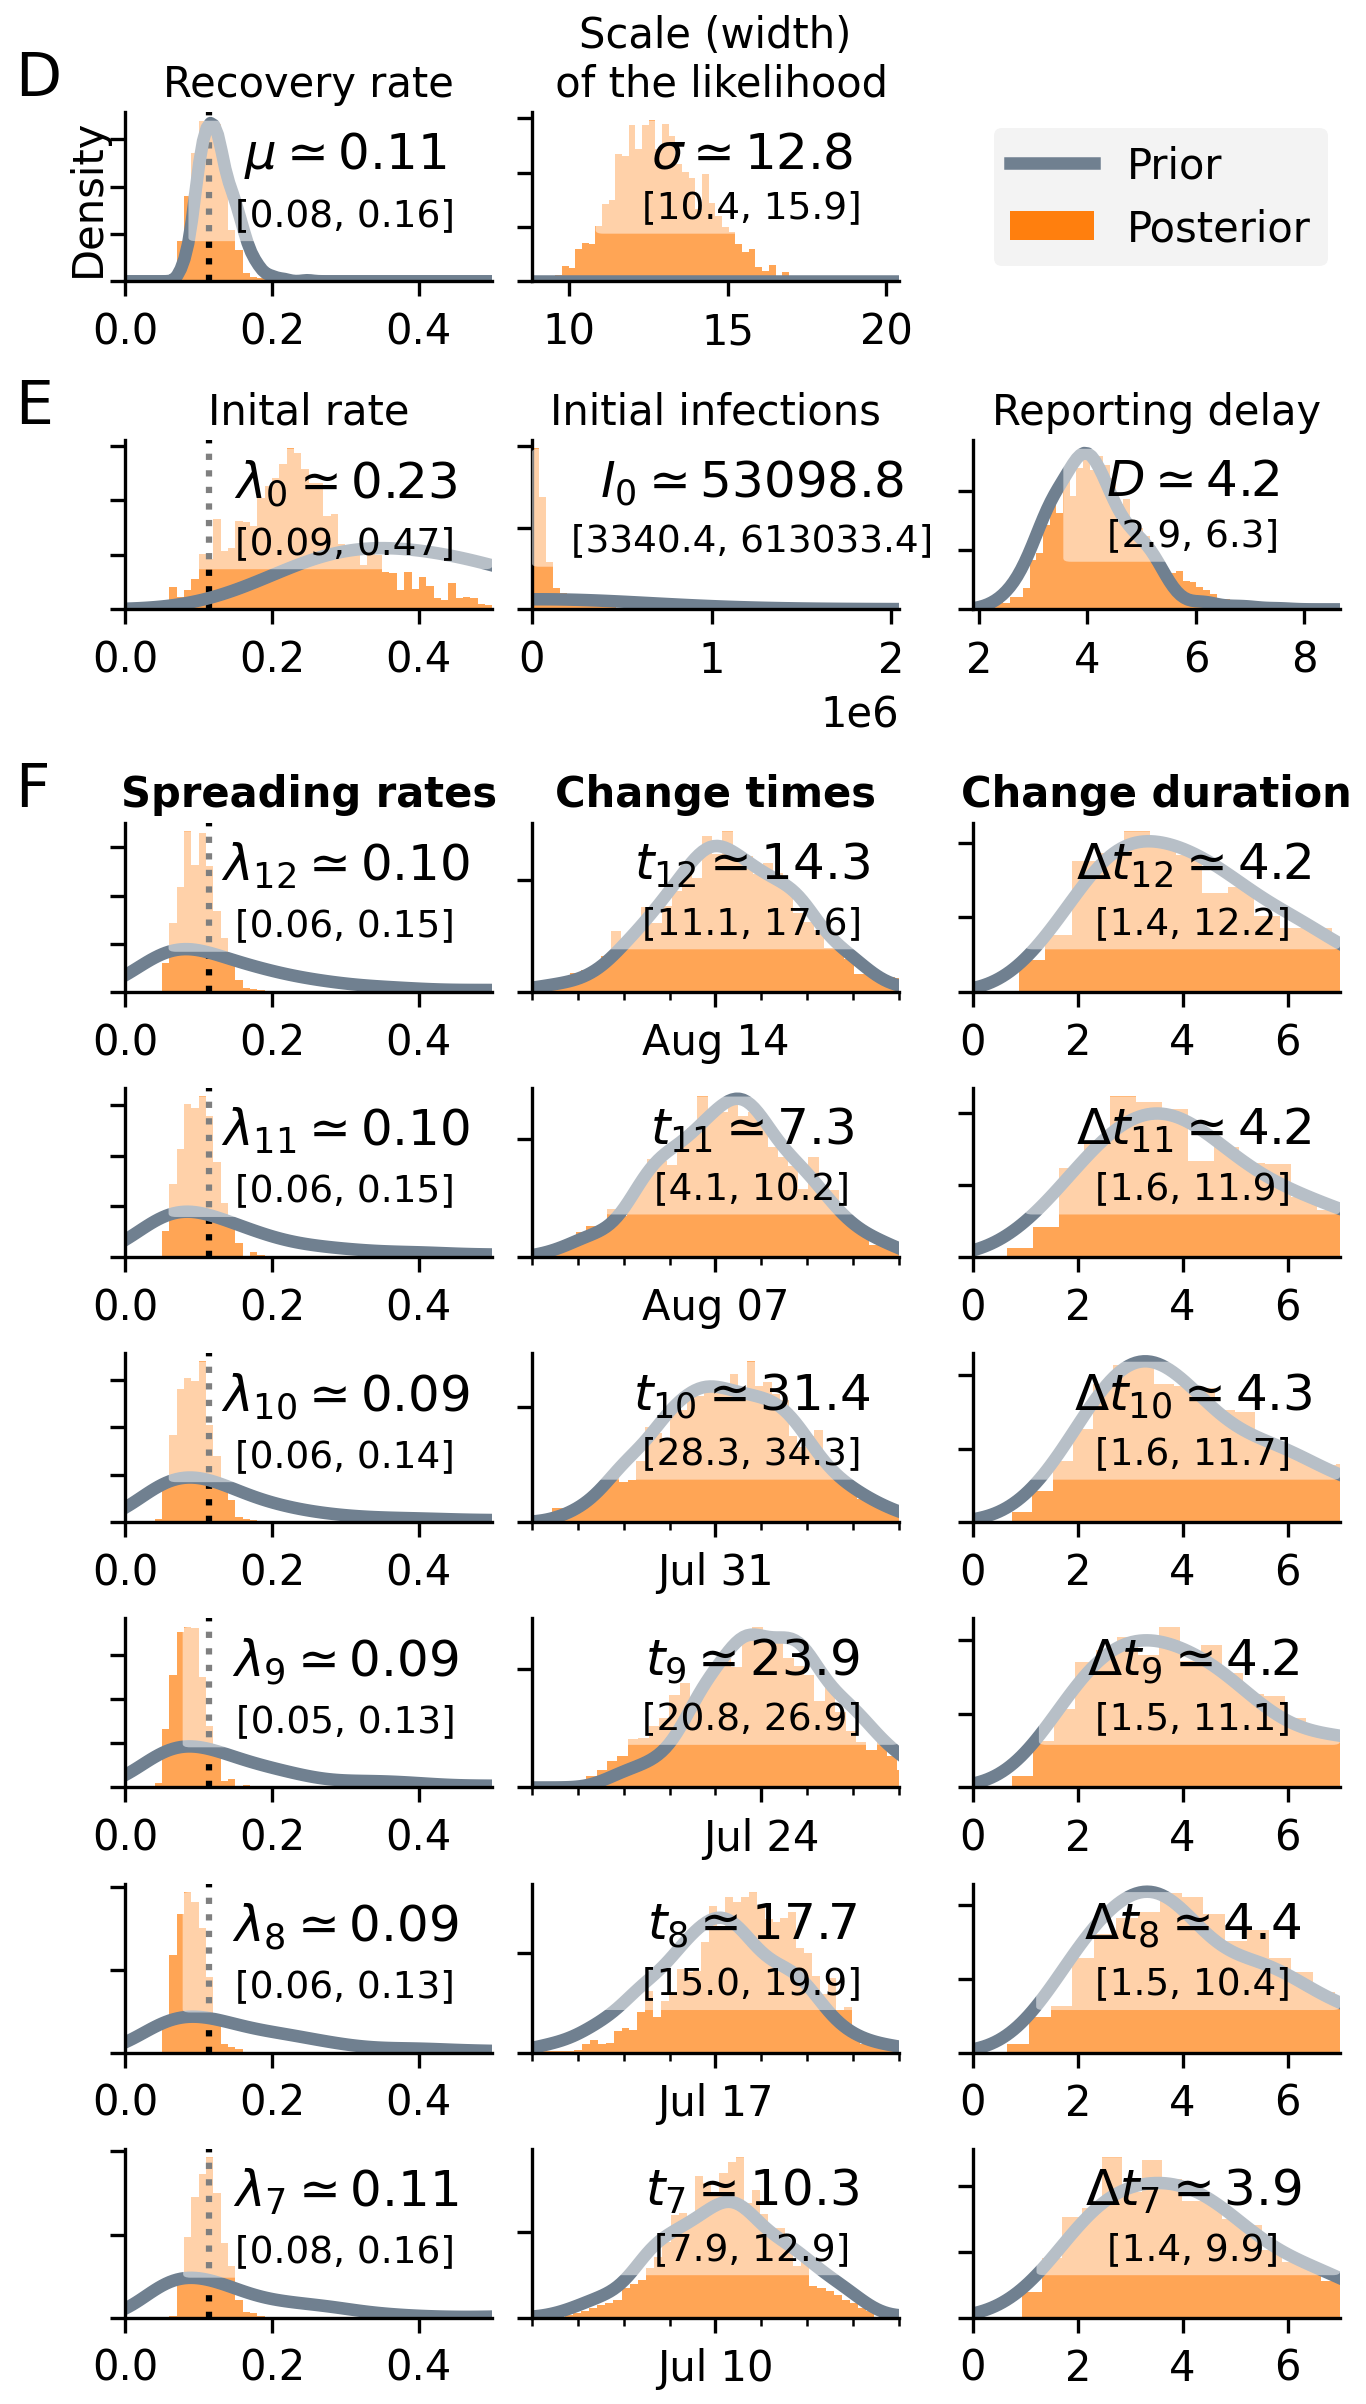 D
Recovery rate
Scale (width)
of the likelihood
Density
μ ≃ 0.11
[0.08, 0.16]
σ ≃ 12.8
[10.4, 15.9]
Prior
Posterior
0.0 0.2 0.4
10 15 20
E
Inital rate
Initial infections
Reporting delay
λ₀ ≃ 0.23
[0.09, 0.47]
I₀ ≃ 53098.8
[3340.4, 613033.4]
D ≃ 4.2
[2.9, 6.3]
0.0 0.2 0.4
0 1 2
1e6
2 4 6 8
F
Spreading rates
Change times
Change duration
λ₁₂ ≃ 0.10
[0.06, 0.15]
t₁₂ ≃ 14.3
[11.1, 17.6]
Δt₁₂ ≃ 4.2
[1.4, 12.2]
0.0 0.2 0.4
Aug 14
0 2 4 6
λ₁₁ ≃ 0.10
[0.06, 0.15]
t₁₁ ≃ 7.3
[4.1, 10.2]
Δt₁₁ ≃ 4.2
[1.6, 11.9]
0.0 0.2 0.4
Aug 07
0 2 4 6
λ₁₀ ≃ 0.09
[0.06, 0.14]
t₁₀ ≃ 31.4
[28.3, 34.3]
Δt₁₀ ≃ 4.3
[1.6, 11.7]
0.0 0.2 0.4
Jul 31
0 2 4 6
λ₉ ≃ 0.09
[0.05, 0.13]
t₉ ≃ 23.9
[20.8, 26.9]
Δt₉ ≃ 4.2
[1.5, 11.1]
0.0 0.2 0.4
Jul 24
0 2 4 6
λ₈ ≃ 0.09
[0.06, 0.13]
t₈ ≃ 17.7
[15.0, 19.9]
Δt₈ ≃ 4.4
[1.5, 10.4]
0.0 0.2 0.4
Jul 17
0 2 4 6
λ₇ ≃ 0.11
[0.08, 0.16]
t₇ ≃ 10.3
[7.9, 12.9]
Δt₇ ≃ 3.9
[1.4, 9.9]
0.0 0.2 0.4
Jul 10
0 2 4 6